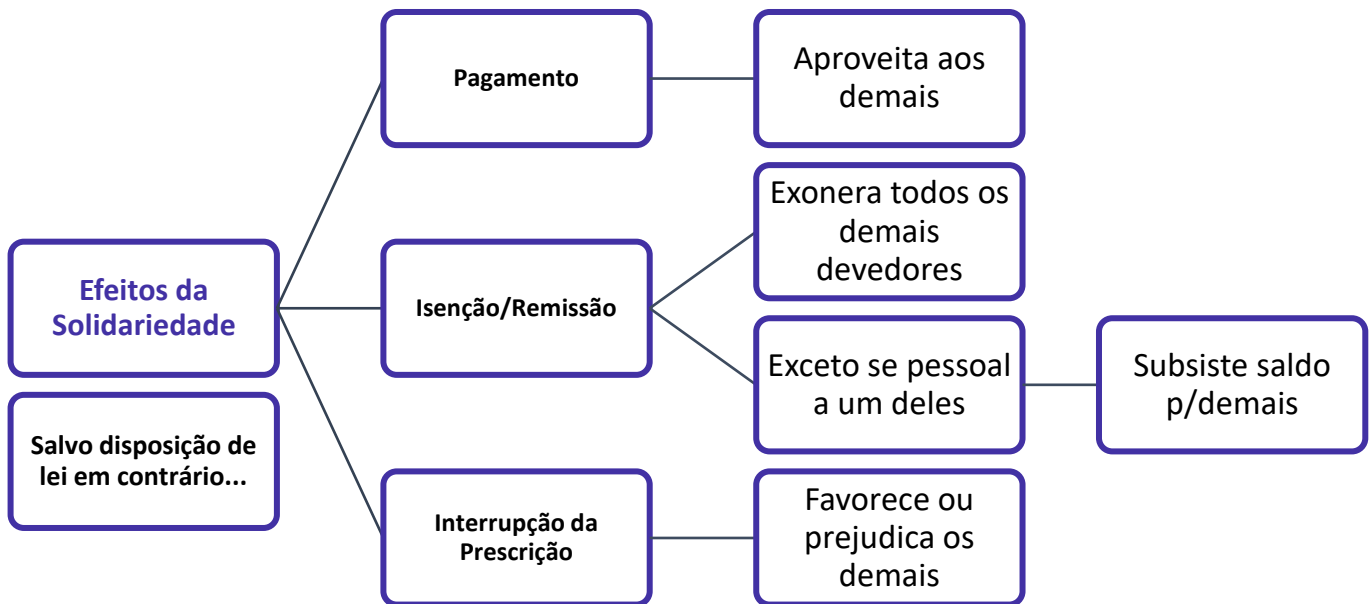 Efeitos da
Solidariedade
Salvo disposição de
lei em contrário...
Pagamento
Aproveita aos
demais
Isenção/Remissão
Exonera todos os
demais
devedores
Exceto se pessoal
a um deles
Subsiste saldo
p/demais
Interrupção da
Prescrição
Favorece ou
prejudica os
demais